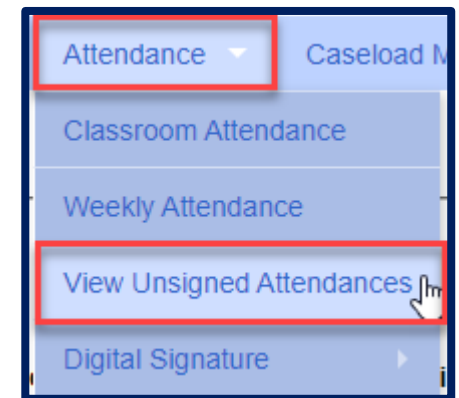 Attendance Caseload M
Classroom Attendance
Weekly Attendance
View Unsigned Attendances
Digital Signature